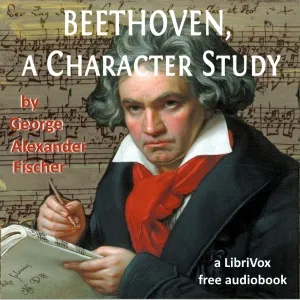 BEETHOVEN,
A CHARACTER STUDY
by
George
Alexander
Fischer
a LibriVox
free audiobook